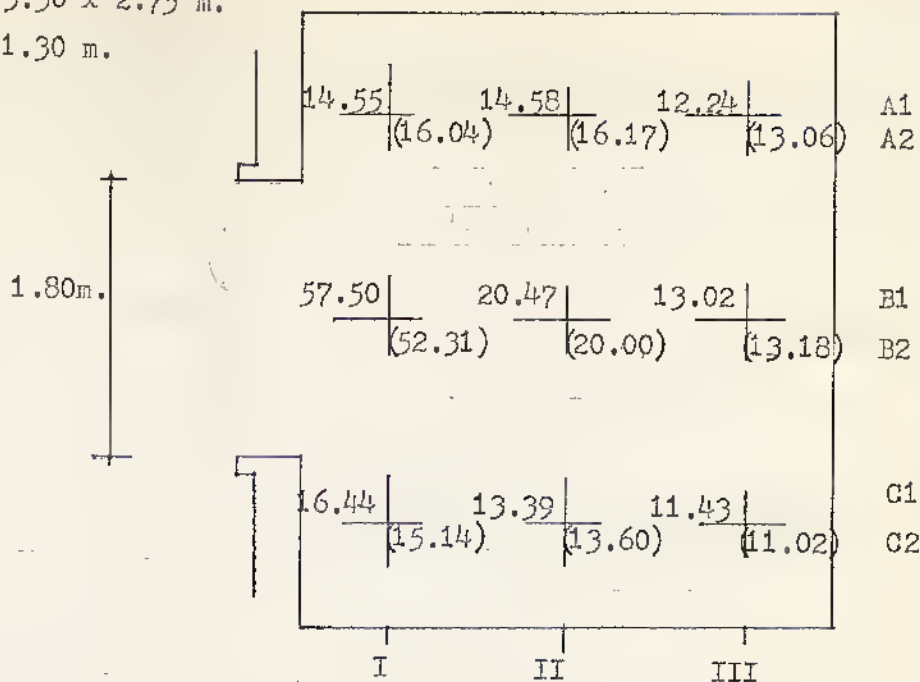 2.75 m.
1.30 m.
14.55 14.58 12.24 A1
(16.04) (16.17) (13.06) A2
1.80m. 57.50 20.47 13.02 B1
(52.31) (20.00) (13.18) B2
16.44 13.39 11.43 C1
(15.14) (13.60) (11.02) C2
I II III